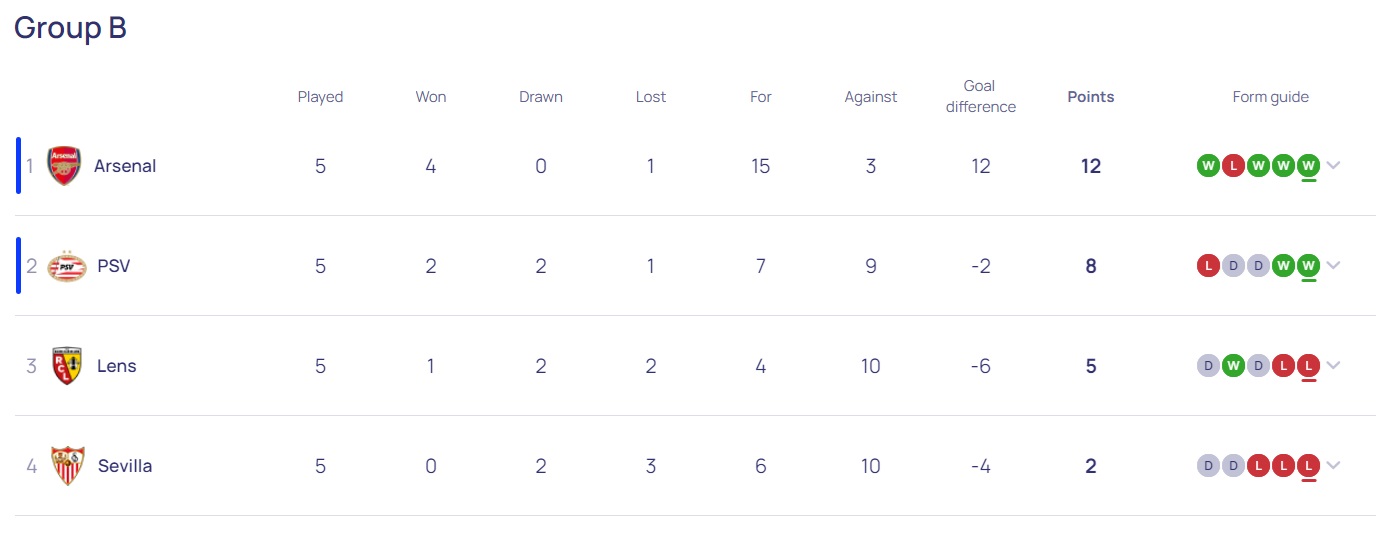 Group B
Played Won Drawn Lost For Against Goal difference Points Form guide
1 Arsenal Arsenal 5 4 0 1 15 3 12 12 W L W W W
2 PSV PSV 5 2 2 1 7 9 -2 8 L D D W W
3 RCL Lens 5 1 2 2 4 10 -6 5 D W D L L
4 Sevilla 5 0 2 3 6 10 -4 2 D D L L L